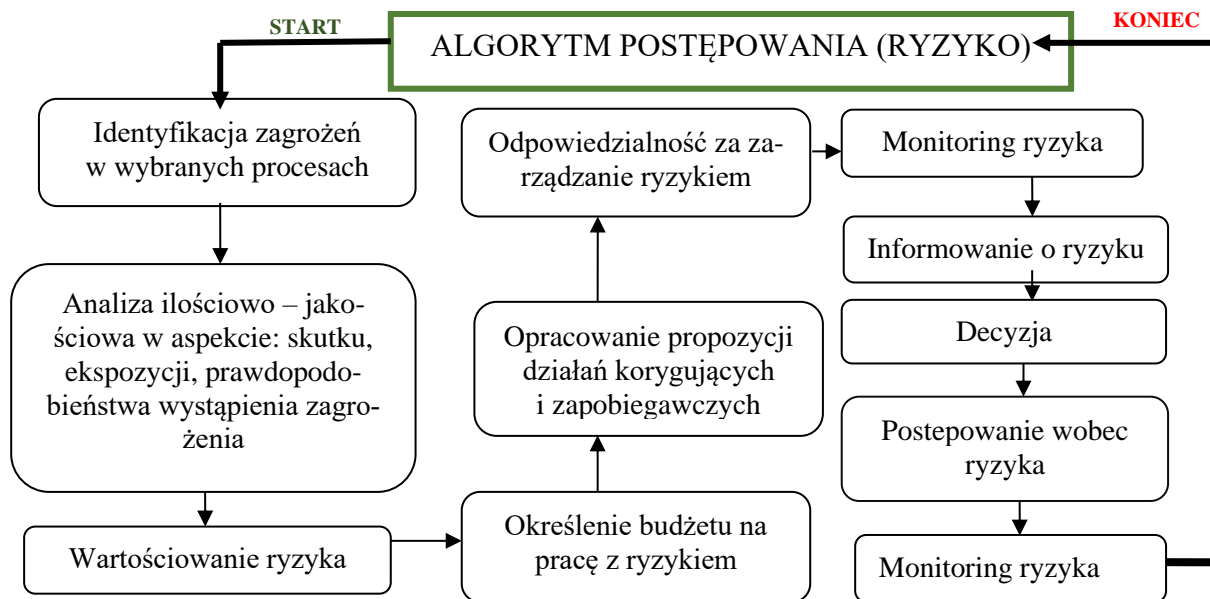 START
KONIEC
ALGORYTM POSTĘPOWANIA (RYZYKO)
Identyfikacja zagrożeń
w wybranych procesach
Analiza ilościowo – jako-
ściowa w aspekcie: skutku,
ekspozycji, prawdopodo-
bieństwa wystąpienia zagro-
żenia
Wartościowanie ryzyka
Określenie budżetu na
pracę z ryzykiem
Opracowanie propozycji
działań korygujących
i zapobiegawczych
Odpowiedzialność za za-
rządzanie ryzykiem
Monitoring ryzyka
Informowanie o ryzyku
Decyzja
Postepowanie wobec
ryzyka
Monitoring ryzyka